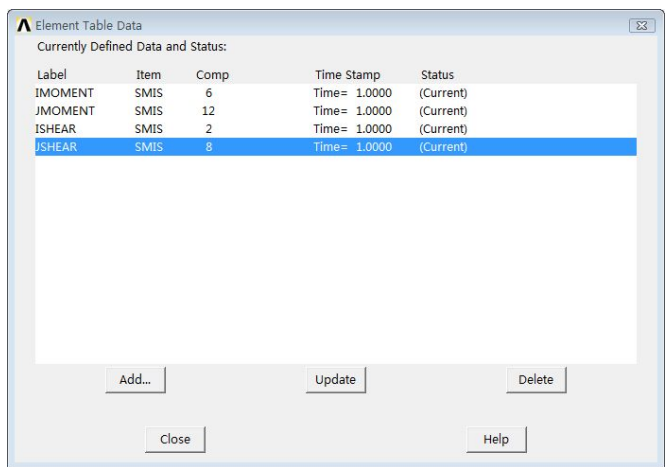 Element Table Data
Currently Defined Data and Status:
Label Item Comp Time Stamp Status
IMOMENT SMIS 6 Time= 1.0000 (Current)
JMOMENT SMIS 12 Time= 1.0000 (Current)
ISHEAR SMIS 2 Time= 1.0000 (Current)
JSHEAR SMIS 8 Time= 1.0000 (Current)
Add... Update Delete
Close Help